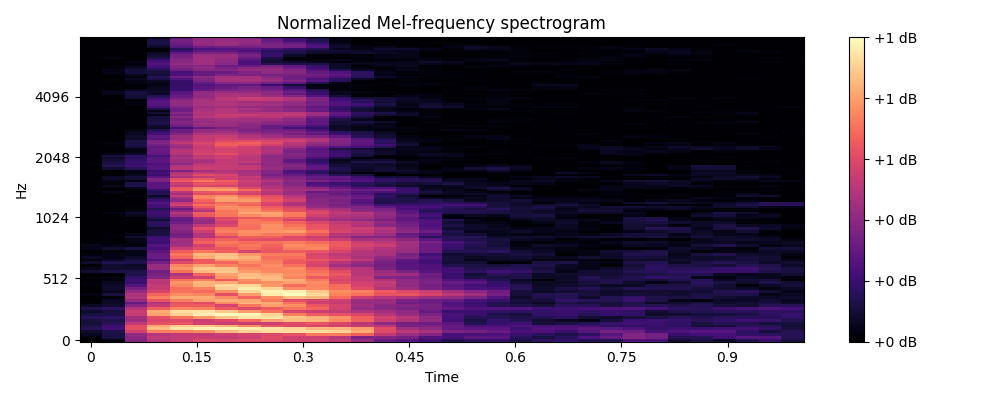 Normalized Mel-frequency spectrogram
Hz
4096
2048
1024
512
0
0 0.15 0.3 0.45 0.6 0.75 0.9
Time
+1 dB
+1 dB
+1 dB
+0 dB
+0 dB
+0 dB